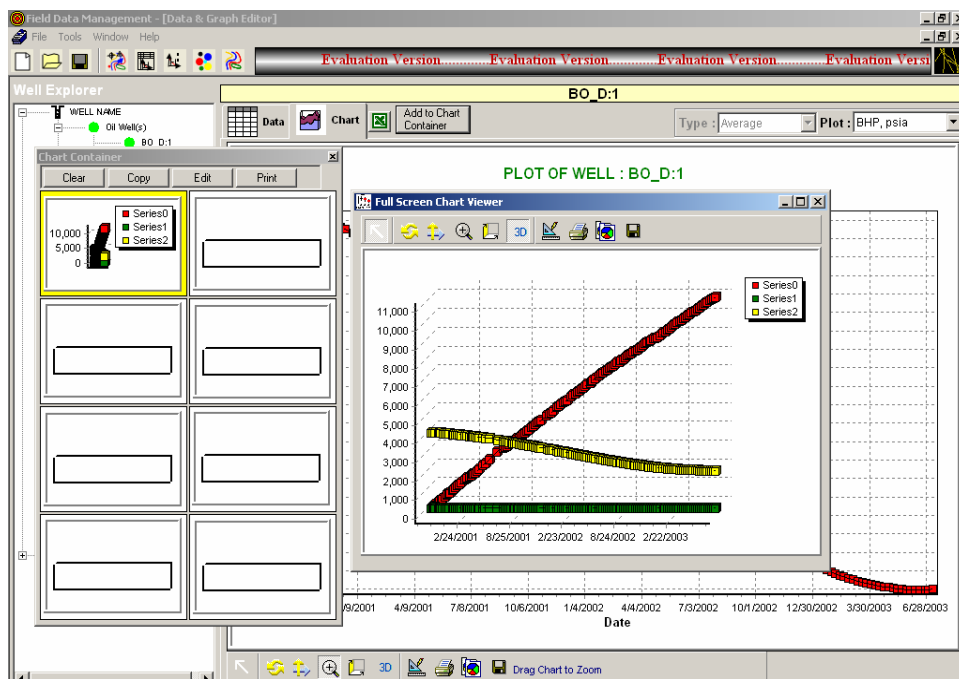 Field Data Management - [Data & Graph Editor]
File Tools Window Help
Evaluation Version..........Evaluation Version..........Evaluation Version..........Evaluation Versi
Well Explorer
BO_D:1
WELL NAME
Oil Well(s)
BO_D:1
Data
Chart
Add to Chart
Container
Type : Average
Plot : BHP, psia
Chart Container
Clear Copy Edit Print
10,000
5,000
0
Series0
Series1
Series2
PLOT OF WELL : BO_D:1
Full Screen Chart Viewer
3D
Series0
Series1
Series2
11,000
10,000
9,000
8,000
7,000
6,000
5,000
4,000
3,000
2,000
1,000
0
2/24/2001 8/25/2001 2/23/2002 8/24/2002 2/22/2003
/9/2001 4/9/2001 7/8/2001 10/6/2001 1/4/2002 4/4/2002 7/3/2002 10/1/2002 12/30/2002 3/30/2003 6/28/2003
Date
3D
Drag Chart to Zoom